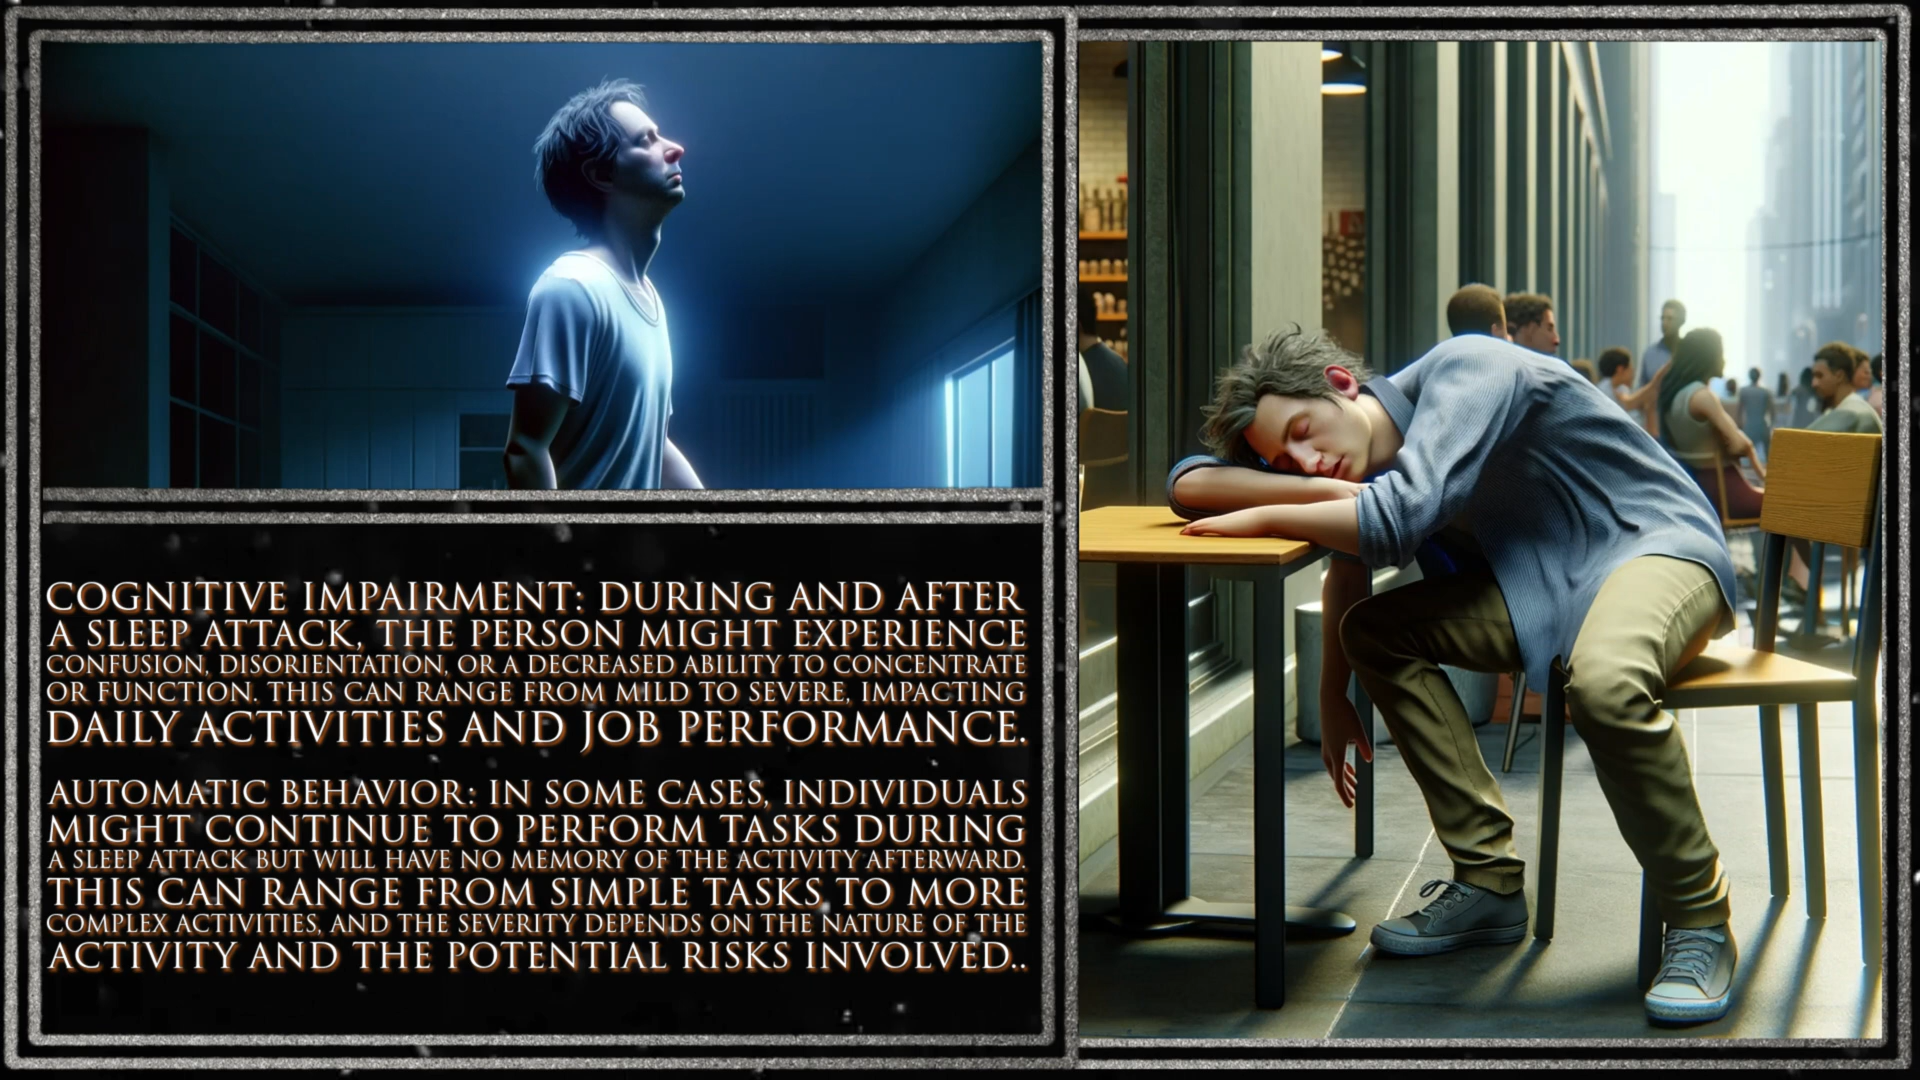 COGNITIVE IMPAIRMENT: DURING AND AFTER
A SLEEP ATTACK, THE PERSON MIGHT EXPERIENCE
CONFUSION, DISORIENTATION, OR A DECREASED ABILITY TO CONCENTRATE
OR FUNCTION. THIS CAN RANGE FROM MILD TO SEVERE, IMPACTING
DAILY ACTIVITIES AND JOB PERFORMANCE.
AUTOMATIC BEHAVIOR: IN SOME CASES, INDIVIDUALS
MIGHT CONTINUE TO PERFORM TASKS DURING
A SLEEP ATTACK BUT WILL HAVE NO MEMORY OF THE ACTIVITY AFTERWARD.
THIS CAN RANGE FROM SIMPLE TASKS TO MORE
COMPLEX ACTIVITIES, AND THE SEVERITY DEPENDS ON THE NATURE OF THE
ACTIVITY AND THE POTENTIAL RISKS INVOLVED..